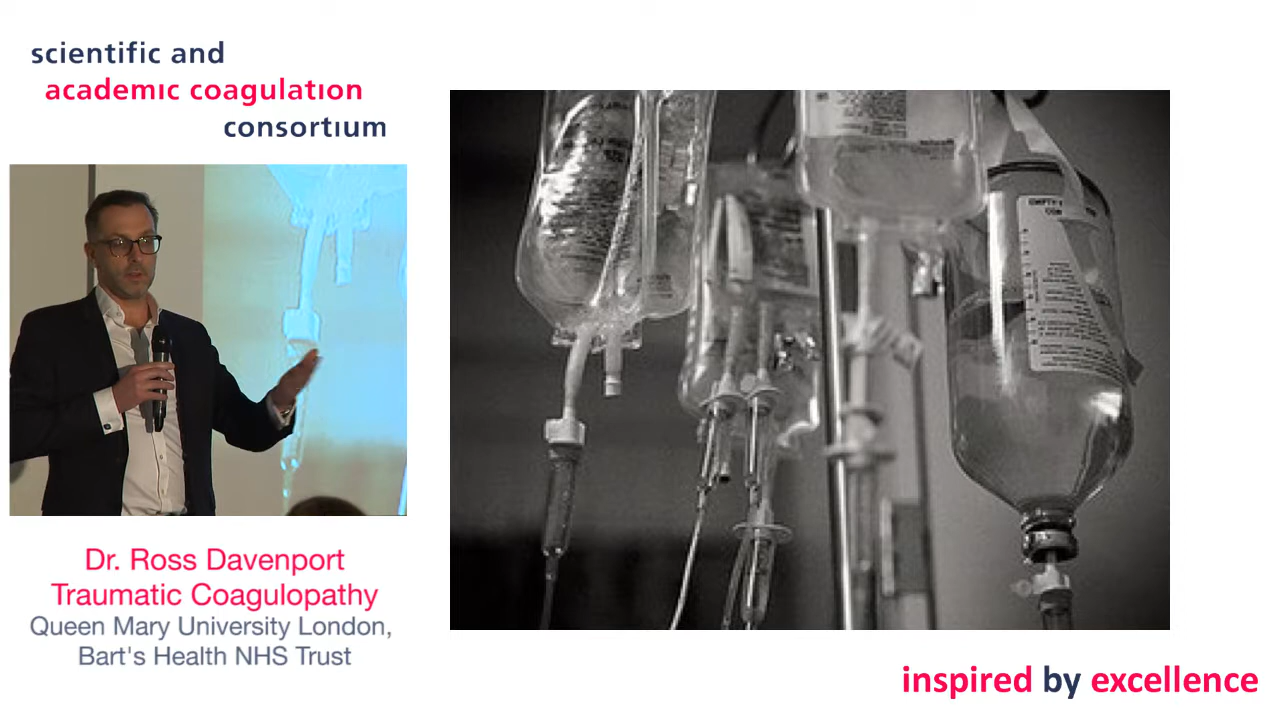 scientific and
academic coagulation
consortium
Dr. Ross Davenport
Traumatic Coagulopathy
Queen Mary University London,
Bart's Health NHS Trust
inspired by excellence